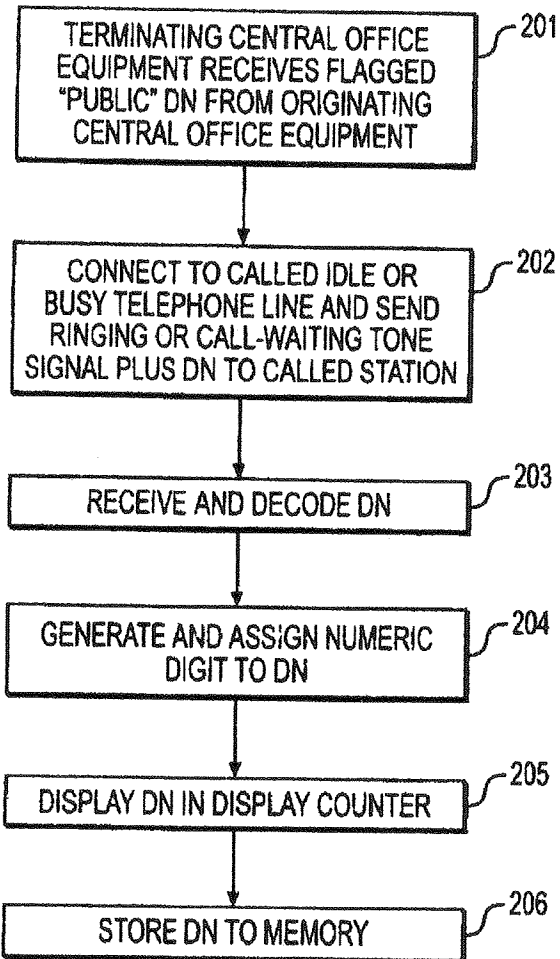 TERMINATING CENTRAL OFFICE
EQUIPMENT RECEIVES FLAGGED
"PUBLIC" DN FROM ORIGINATING
CENTRAL OFFICE EQUIPMENT
201
CONNECT TO CALLED IDLE OR
BUSY TELEPHONE LINE AND SEND
RINGING OR CALL-WAITING TONE
SIGNAL PLUS DN TO CALLED STATION
202
RECEIVE AND DECODE DN
203
GENERATE AND ASSIGN NUMERIC
DIGIT TO DN
204
DISPLAY DN IN DISPLAY COUNTER
205
STORE DN TO MEMORY
206